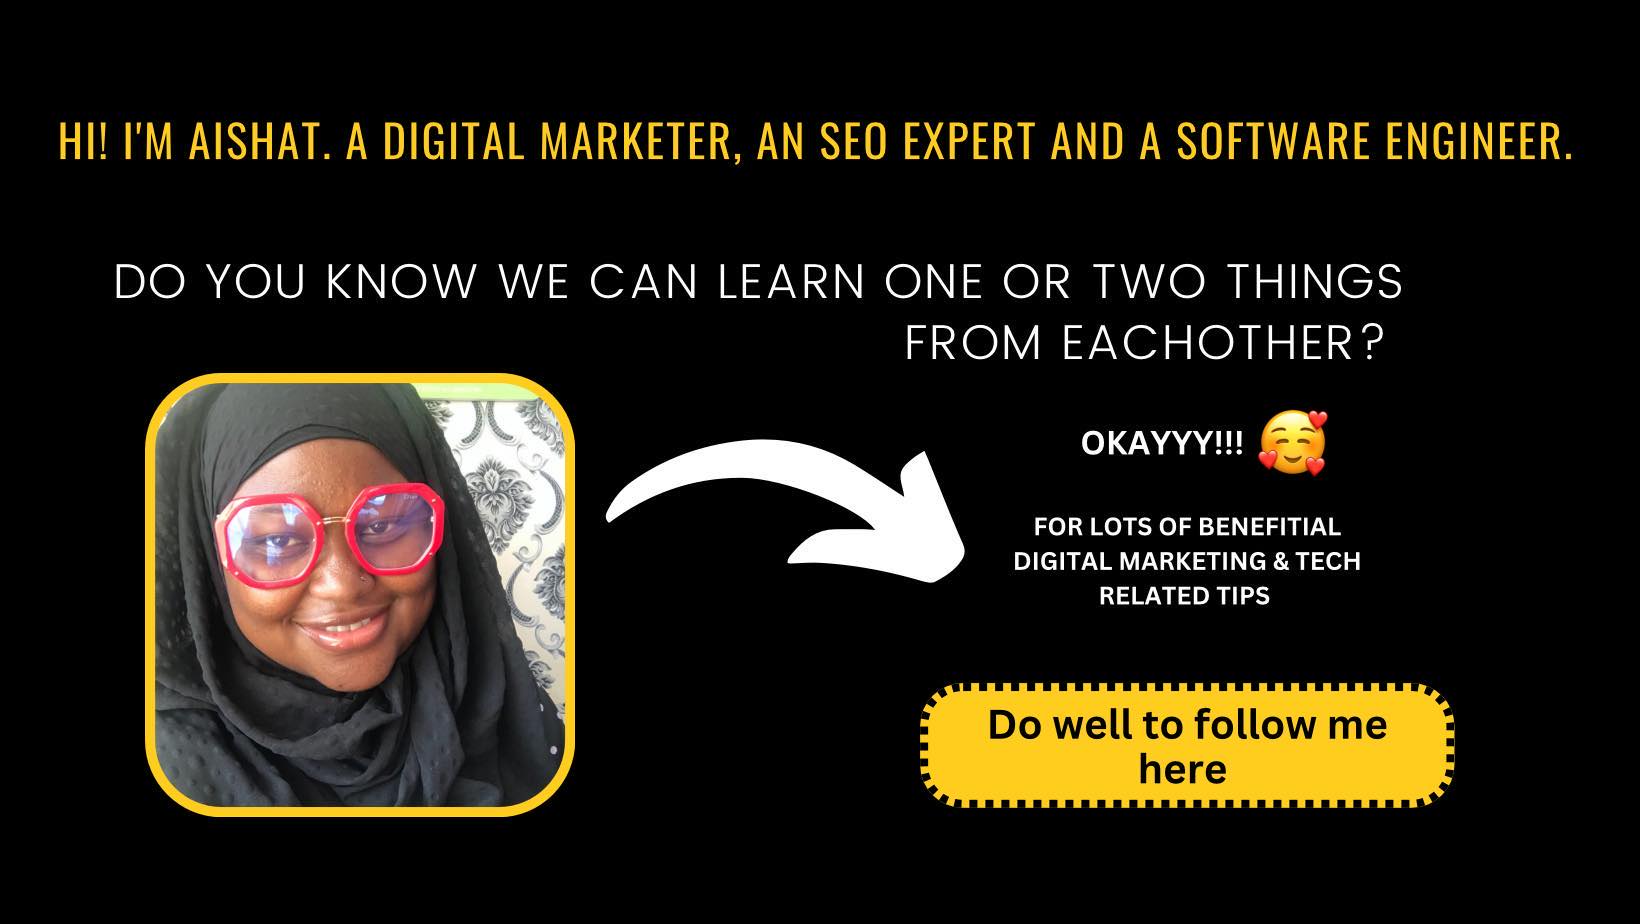 HI! I'M AISHAT. A DIGITAL MARKETER, AN SEO EXPERT AND A SOFTWARE ENGINEER.
DO YOU KNOW WE CAN LEARN ONE OR TWO THINGS
FROM EACHOTHER?
OKAYYY!!! 🥰
FOR LOTS OF BENEFITIAL
DIGITAL MARKETING & TECH
RELATED TIPS
Do well to follow me
here